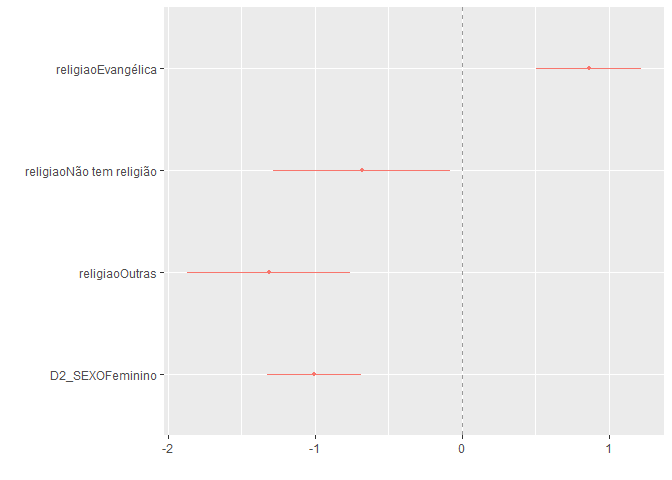 religiaoEvangélica
religiaoNão tem religião
religiaoOutras
D2_SEXOFeminino
-2 -1 0 1